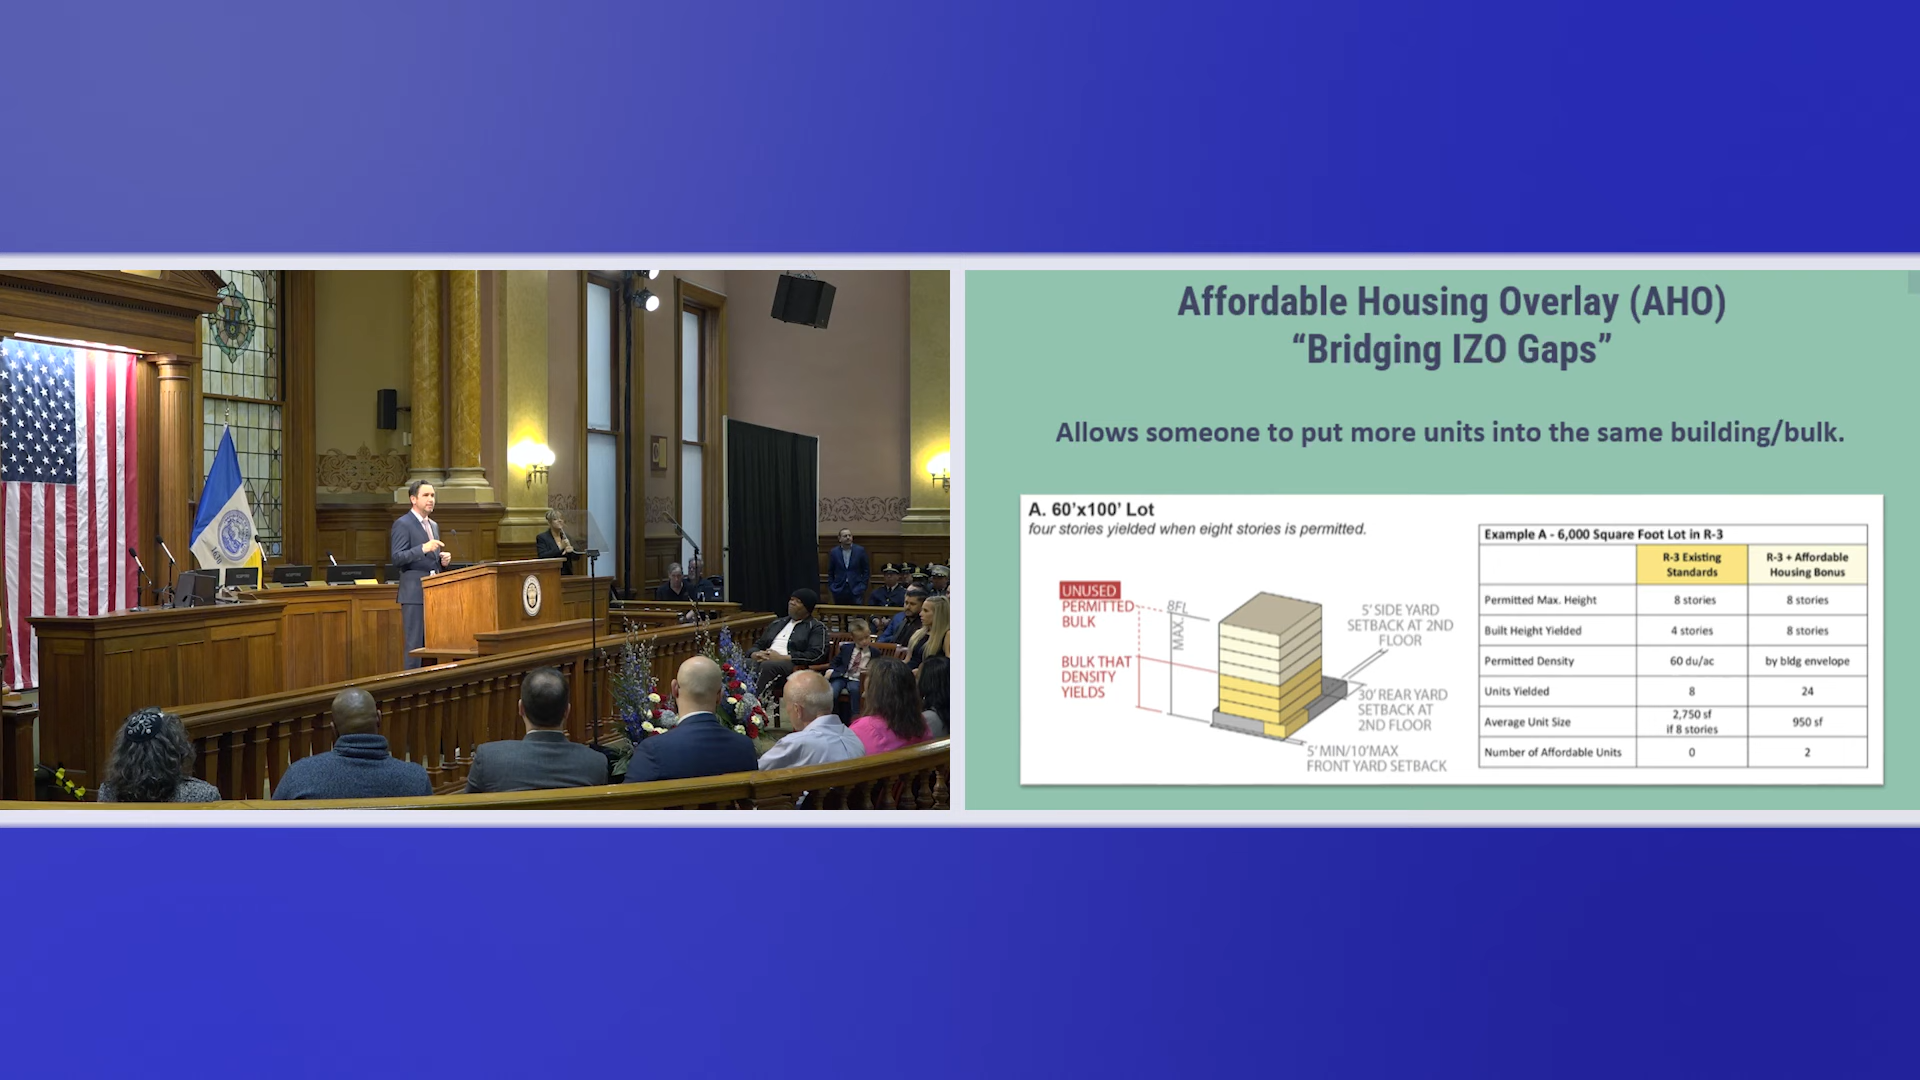 Affordable Housing Overlay (AHO)
“Bridging IZO Gaps”
Allows someone to put more units into the same building/bulk.
A. 60’x100’ Lot
four stories yielded when eight stories is permitted.
UNUSED
PERMITTED
BULK
BULK THAT
DENSITY
YIELDS
8FL
MAX.
5’ SIDE YARD
SETBACK AT 2ND
FLOOR
30’ REAR YARD
SETBACK AT
2ND FLOOR
5’ MIN/10’MAX
FRONT YARD SETBACK
Example A - 6,000 Square Foot Lot in R-3
R-3 Existing Standards R-3 + Affordable Housing Bonus
Permitted Max. Height 8 stories 8 stories
Built Height Yielded 4 stories 8 stories
Permitted Density 60 du/ac by bldg envelope
Units Yielded 8 24
Average Unit Size 2,750 sf if 8 stories 950 sf
Number of Affordable Units 0 2